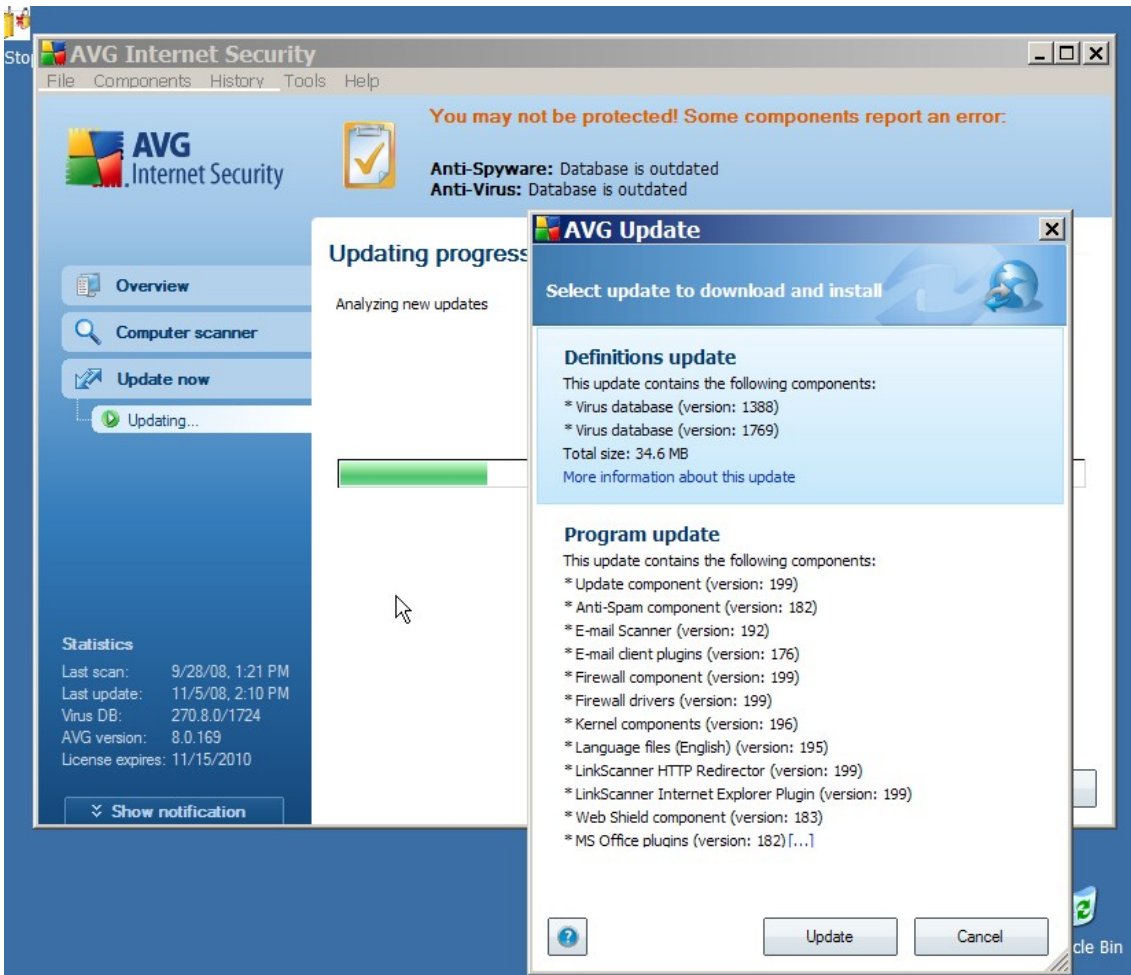 Sto
AVG Internet Security
File Components History Tools Help
You may not be protected! Some components report an error:
AVG
Internet Security
Anti-Spyware: Database is outdated
Anti-Virus: Database is outdated
Overview
Computer scanner
Update now
Updating...
Updating progress
Analyzing new updates
Statistics
Last scan: 9/28/08, 1:21 PM
Last update: 11/5/08, 2:10 PM
Virus DB: 270.8.0/1724
AVG version: 8.0.169
License expires: 11/15/2010
Show notification
AVG Update
Select update to download and install
Definitions update
This update contains the following components:
* Virus database (version: 1388)
* Virus database (version: 1769)
Total size: 34.6 MB
More information about this update
Program update
This update contains the following components:
* Update component (version: 199)
* Anti-Spam component (version: 182)
* E-mail Scanner (version: 192)
* E-mail client plugins (version: 176)
* Firewall component (version: 199)
* Firewall drivers (version: 199)
* Kernel components (version: 196)
* Language files (English) (version: 195)
* LinkScanner HTTP Redirector (version: 199)
* LinkScanner Internet Explorer Plugin (version: 199)
* Web Shield component (version: 183)
* MS Office plugins (version: 182)[...]
Update Cancel
cle Bin